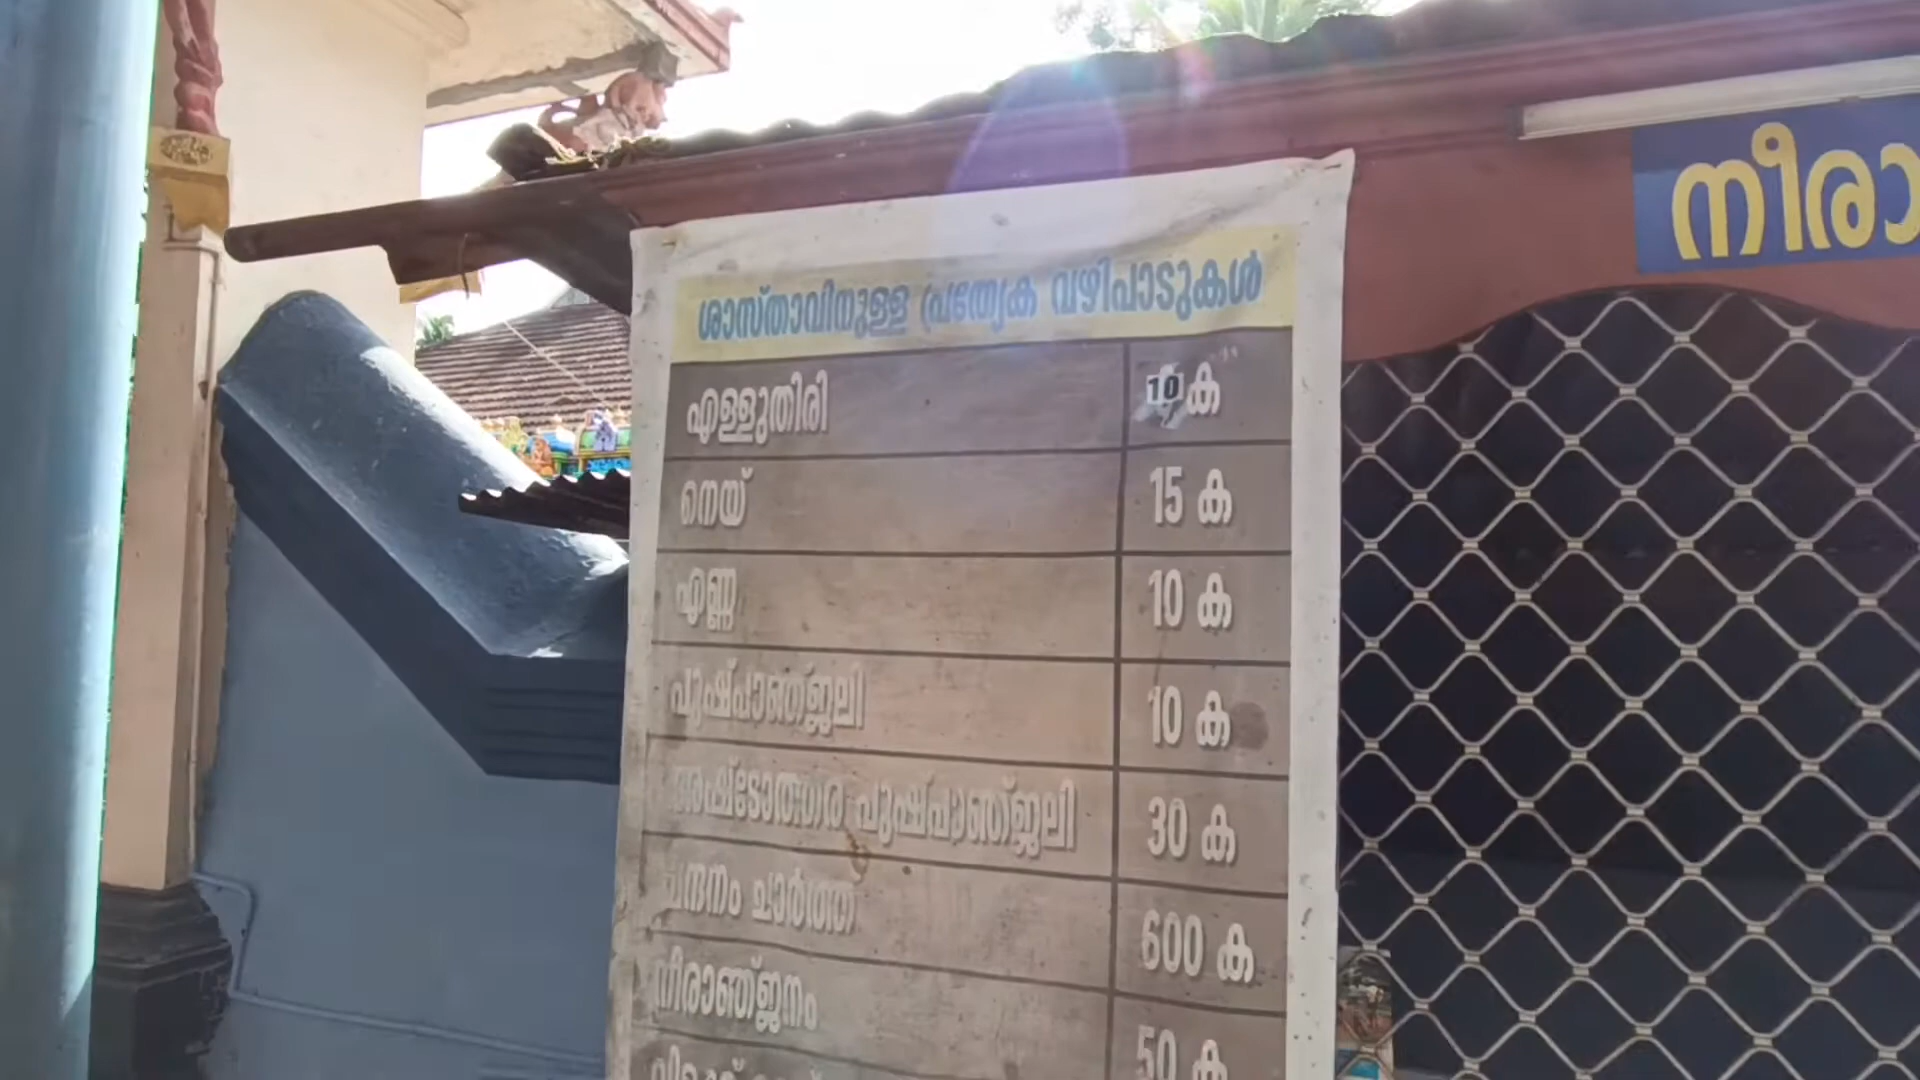 നീരാ
ശാസ്താവിനുള്ള പ്രത്യേക വഴിപാടുകൾ
എള്ളുതിരി 10 ക
നെയ് 15 ക
എണ്ണ 10 ക
പുഷ്പാഞ്ജലി 10 ക
അഷ്ടോത്തര പുഷ്പാഞ്ജലി 30 ക
ചന്ദനം ചാർത്ത് 600 ക
നീരാഞ്ജനം 50 ക